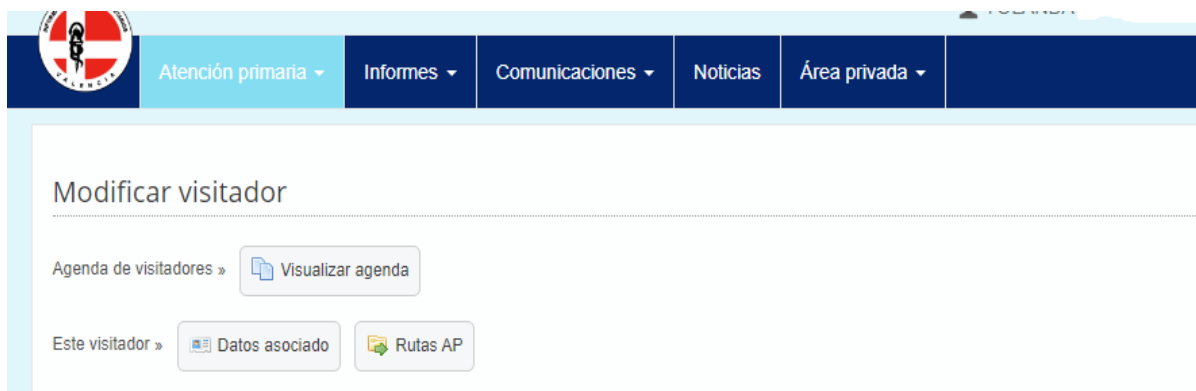 VALENCIA
Atención primaria Informes Comunicaciones Noticias Área privada
Modificar visitador
Agenda de visitadores » Visualizar agenda
Este visitador » Datos asociado Rutas AP